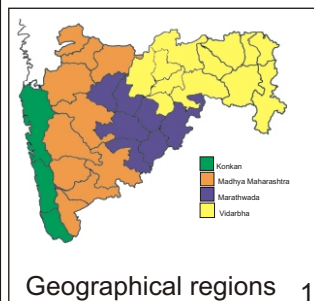 Konkan
Madhya Maharashtra
Marathwada
Vidarbha
Geographical regions 1